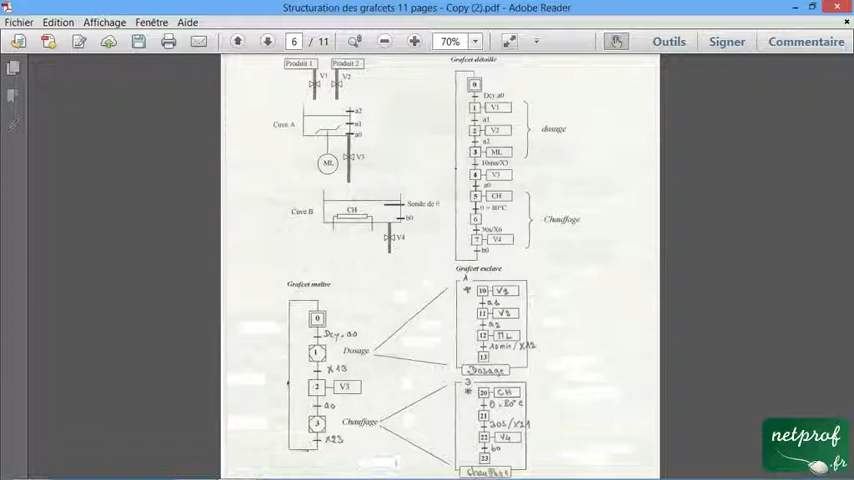 Structuration des grafcets 11 pages - Copy (2).pdf - Adobe Reader
Fichier Edition Affichage Fenêtre Aide
6 / 11
70%
Outils Signer Commentaire
Produit 1 Produit 2
V1 V2
a2
a1
a0
Cuve A
ML
V3
Sonde de θ
CH
Cuve B
b0
V4
Grafcet détaillé
0
Dcy.a0
1 V1
a1
2 V2
a2
3 ML
10mn/X3
4 V3
a0
5 CH
θ = 80°C
6
30s/X6
7 V4
b0
dosage
Chauffage
Grafcet maître
0
Dcy.a0
1 Dosage
X13
2 V3
a0
3 Chauffage
X23
Grafcet esclave
* 10 V1
a1
11 V2
a2
12 ML
10min/X12
13
Dosage
* 20 CH
θ=80°C
21
22 V4
b0
23
Chauffage
netprof
.fr